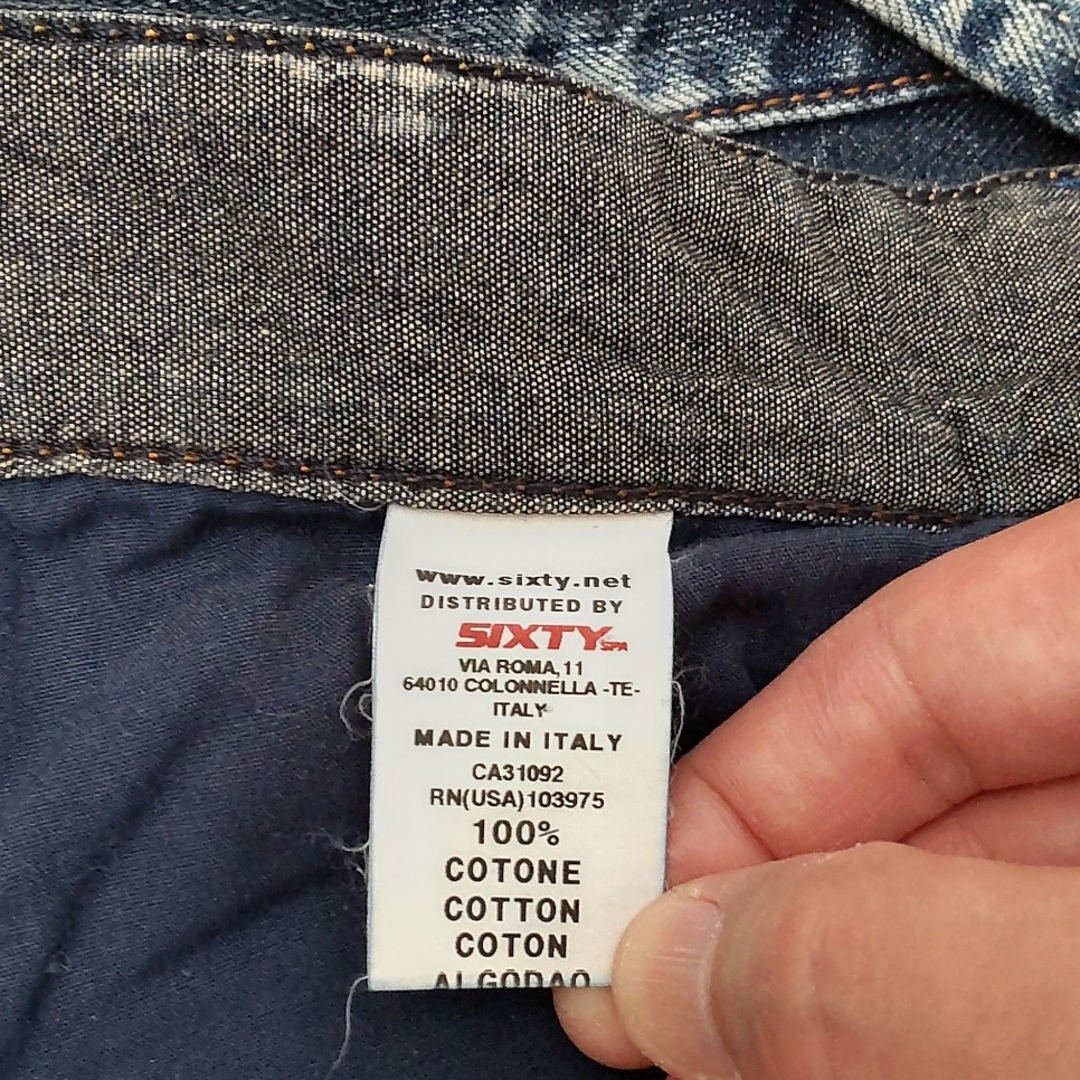 www.sixty.net
DISTRIBUTED BY
SIXTY SPA
VIA ROMA,11
64010 COLONNELLA -TE-
ITALY
MADE IN ITALY
CA31092
RN(USA)103975
100%
COTONE
COTTON
COTON
ALGODAO